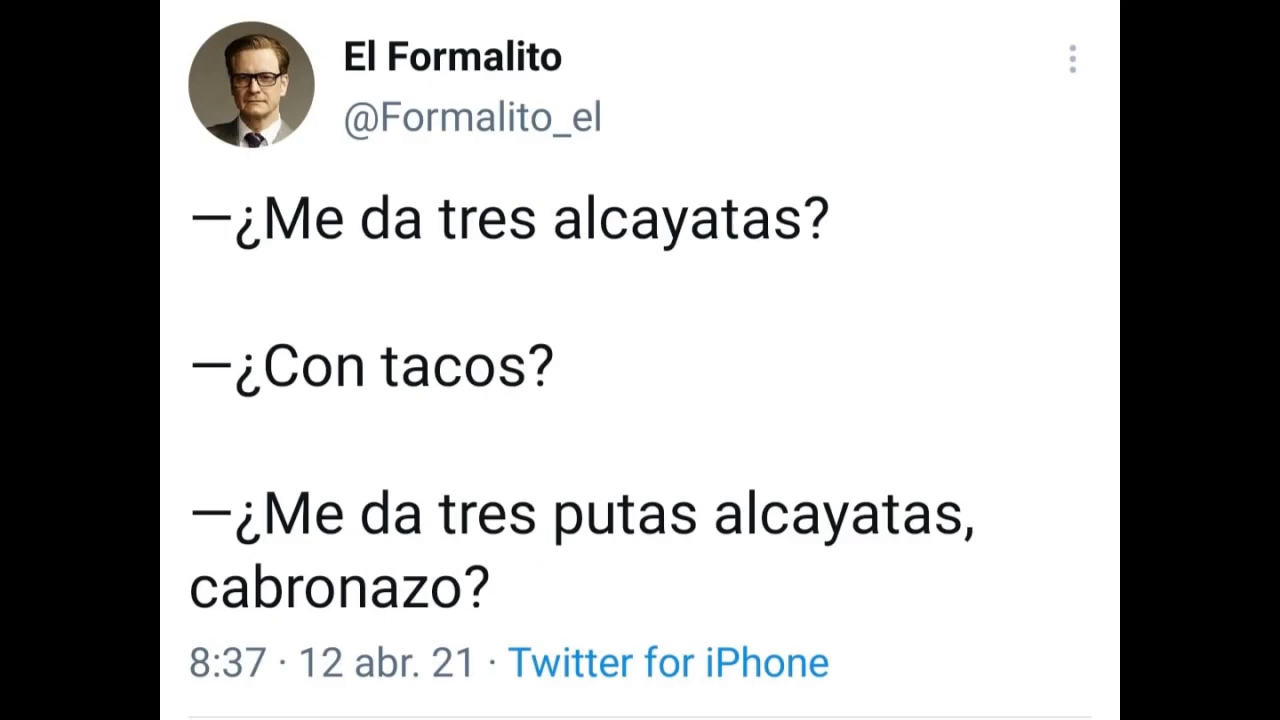 El Formalito
@Formalito_el
—¿Me da tres alcayatas?
—¿Con tacos?
—¿Me da tres putas alcayatas,
cabronazo?
8:37 · 12 abr. 21 · Twitter for iPhone